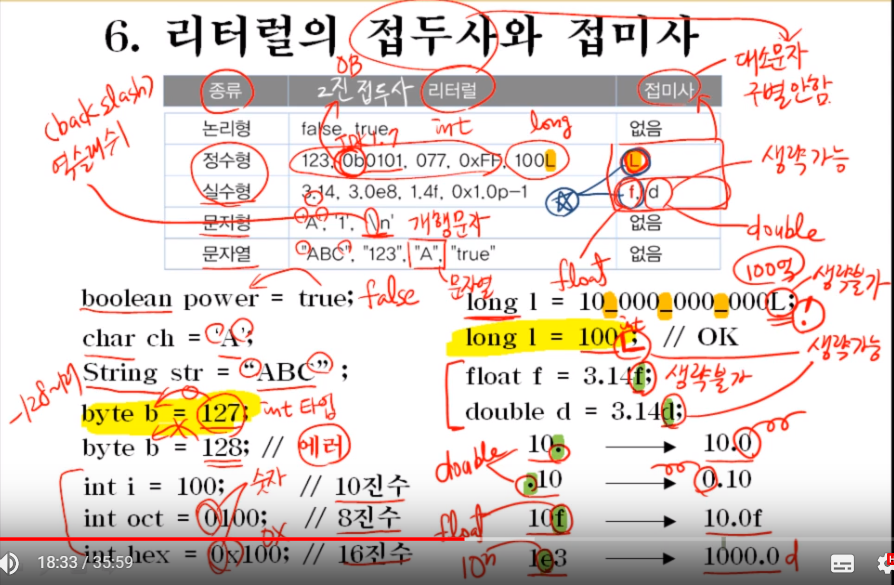 6. 리터럴의 접두사와 접미사
대소문자
구별안함
(back slash)
역슬래쉬
0B
종류 2진 접두사 리터럴 접미사
int long
논리형 false, true 없음
JDK1.7
정수형 123, 0b0101, 077, 0xFF, 100L L
생략가능
실수형 3.14, 3.0e8, 1.4f, 0x1.0p-1 f, d
문자형 'A', '1', '\n' 개행문자 없음
double
문자열 "ABC", "123", "A", "true" 없음
문자열
float
100억
생략불가
boolean power = true; false
char ch = 'A';
String str = “ABC” ;
-128~127
byte b = 127; int 타입
byte b = 128; // 에러
int i = 100; // 10진수
숫자
int oct = 0100; // 8진수
0x
int hex = 0x100; // 16진수
long l = 10_000_000_000L; !
int
long l = 100L; // OK
생략가능
float f = 3.14f; 생략불가
double d = 3.14d;
10. 10.0
double
.10 0.10
10f 10.0f
float
10ⁿ 1e3 1000.0 d
18:33 / 35:59